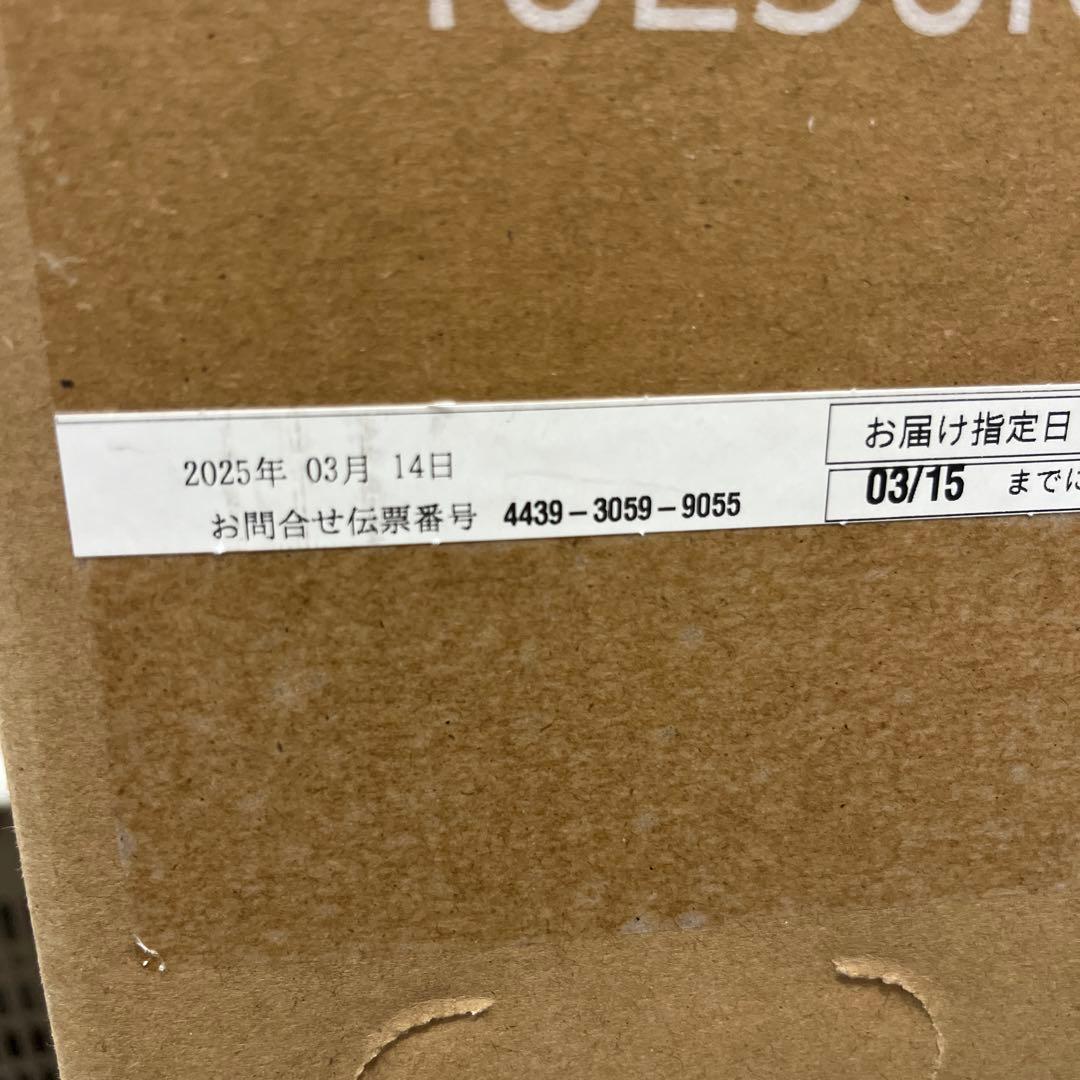 2025年 03月 14日
お問合せ伝票番号 4439-3059-9055
お届け指定日
03/15 までに